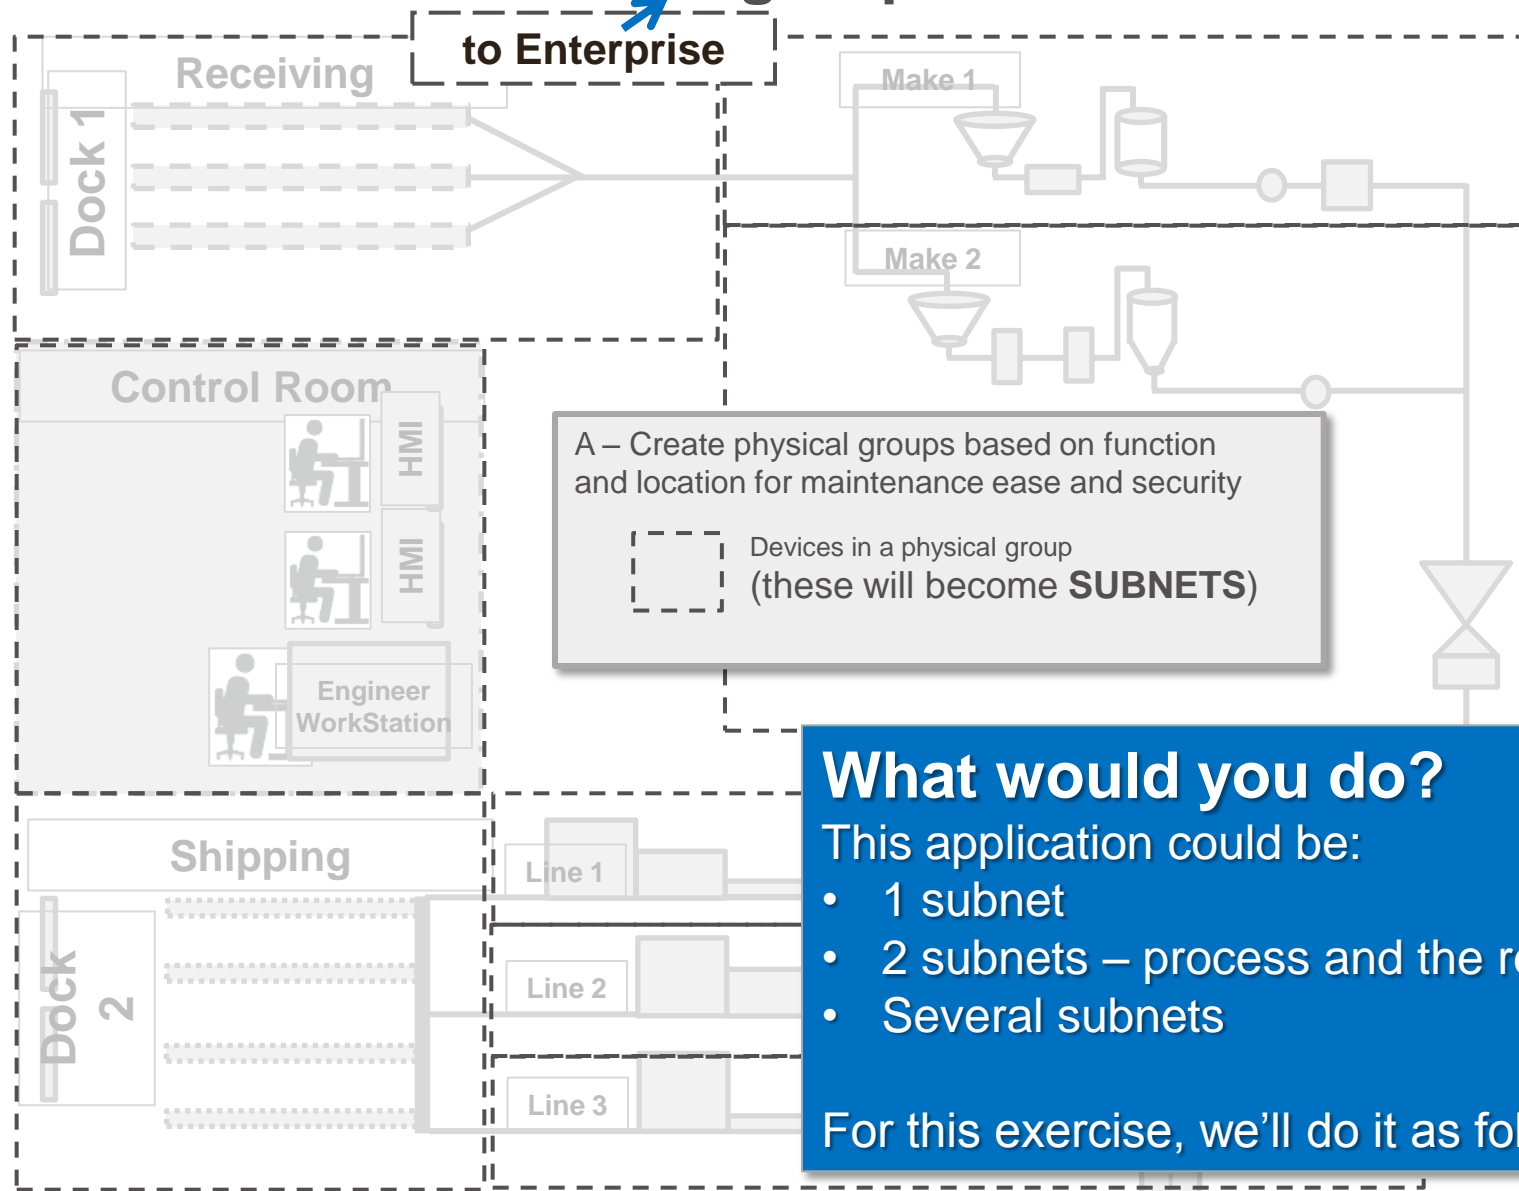 to Enterprise
Receiving
Dock 1
Make 1
Make 2
Control Room
HMI
HMI
Engineer
WorkStation
A – Create physical groups based on function
and location for maintenance ease and security
Devices in a physical group
(these will become SUBNETS)
What would you do?
This application could be:
• 1 subnet
• 2 subnets – process and the
• Several subnets
For this exercise, we’ll do it as
Shipping
Dock
2
Line 1
Line 2
Line 3